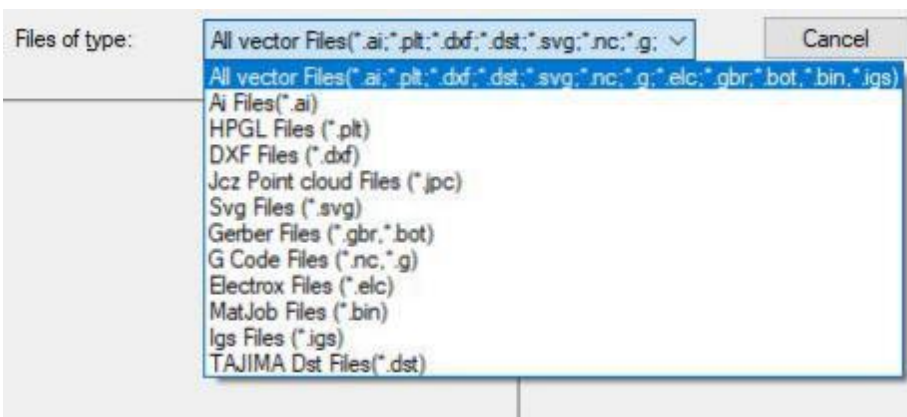 Files of type:
All vector Files(*.ai;*.plt;*.dxf;*.dst;*.svg;*.nc;*.g;
Cancel
All vector Files(*.ai;*.plt;*.dxf;*.dst;*.svg;*.nc;*.g;*.elc;*.gbr;*.bot,*.bin,*.igs)
Ai Files(*.ai)
HPGL Files (*.plt)
DXF Files (*.dxf)
Jcz Point cloud Files (*.jpc)
Svg Files (*.svg)
Gerber Files (*.gbr,*.bot)
G Code Files (*.nc,*.g)
Electrox Files (*.elc)
MatJob Files (*.bin)
Igs Files (*.igs)
TAJIMA Dst Files(*.dst)